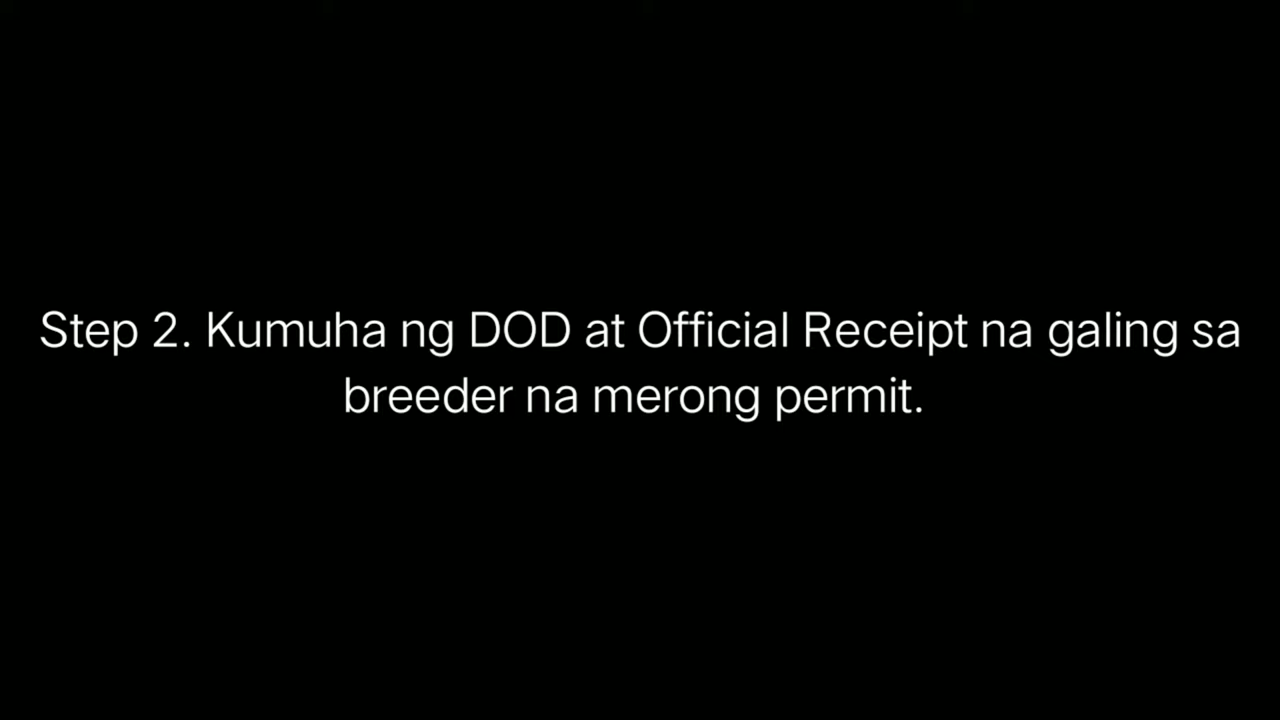 Step 2. Kumuha ng DOD at Official Receipt na galing sa
breeder na merong permit.